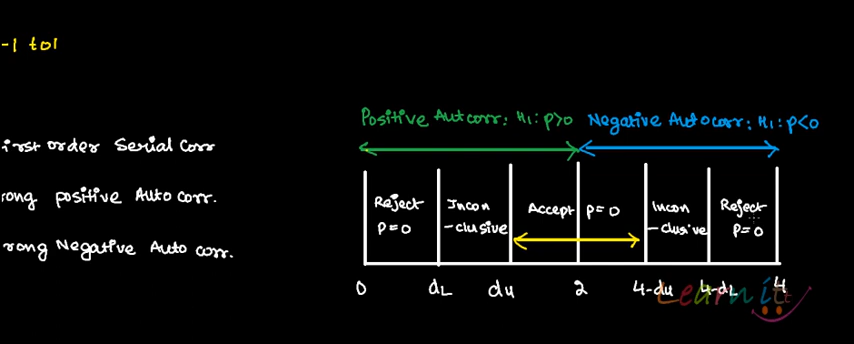 -1 to1
Positive Autcorr: H1: P>0
Negative Autocorr: H1: P<0
irst order Serial Corr
rong positive Auto corr.
rong Negative Auto corr.
Reject
P=0
Incon
-clusive
Accept P=0
Incon
-clusive
Reject
P=0
0 dL du 2 4-du 4-dL 4
Learnitt